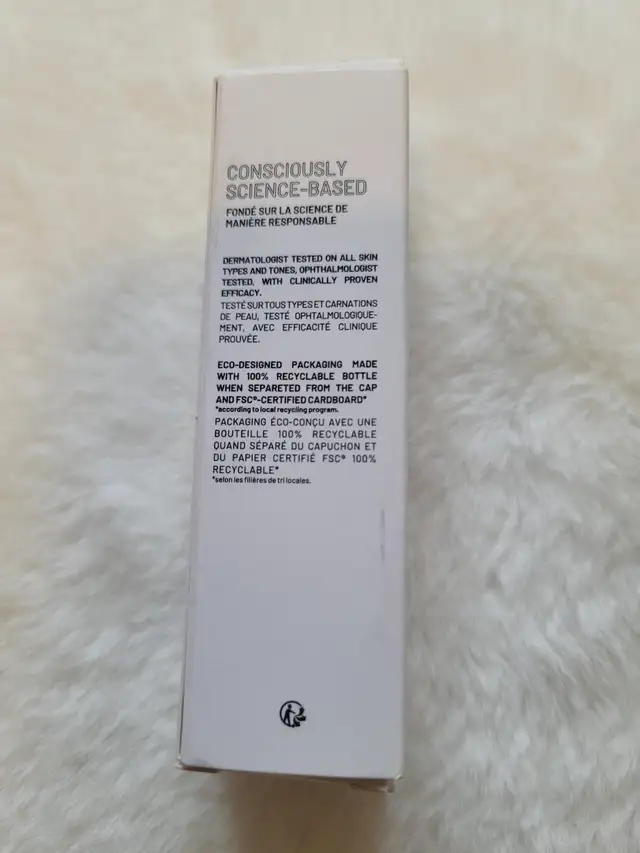 CONSCIOUSLY
SCIENCE-BASED
FONDÉ SUR LA SCIENCE DE
MANIÈRE RESPONSABLE
DERMATOLOGIST TESTED ON ALL SKIN
TYPES AND TONES, OPHTHALMOLOGIST
TESTED, WITH CLINICALLY PROVEN
EFFICACY.
TESTÉ SUR TOUS TYPES ET CARNATIONS
DE PEAU, TESTÉ OPHTALMOLOGIQUE-
MENT, AVEC EFFICACITÉ CLINIQUE
PROUVÉE.
ECO-DESIGNED PACKAGING MADE
WITH 100% RECYCLABLE BOTTLE
WHEN SEPARETED FROM THE CAP
AND FSC®-CERTIFIED CARDBOARD*
*according to local recycling program.
PACKAGING ÉCO-CONÇU AVEC UNE
BOUTEILLE 100% RECYCLABLE
QUAND SÉPARÉ DU CAPUCHON ET
DU PAPIER CERTIFIÉ FSC® 100%
RECYCLABLE*
*selon les filières de tri locales.